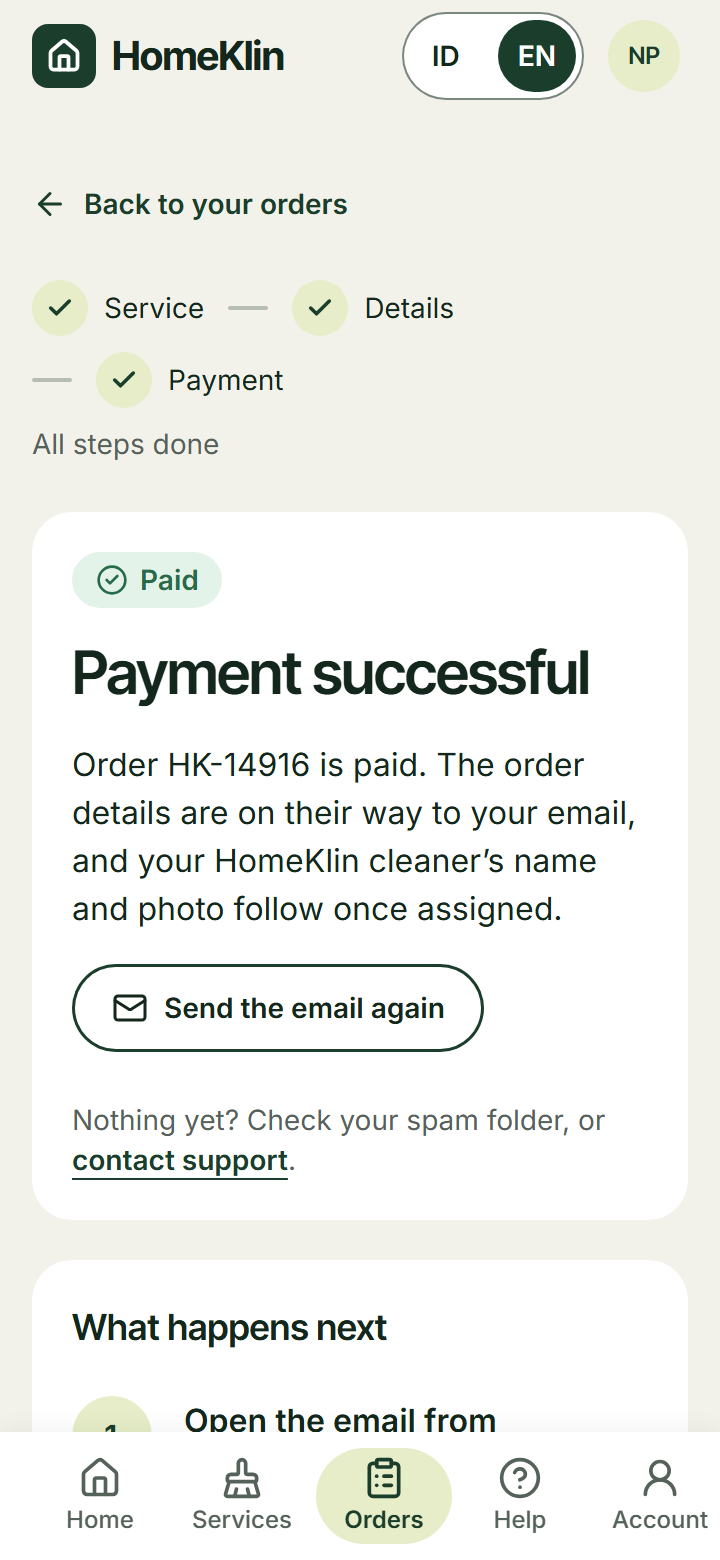 HomeKlin
ID EN
NP
Back to your orders
Service Details
Payment
All steps done
Paid
Payment successful
Order HK-14916 is paid. The order
details are on their way to your email,
and your HomeKlin cleaner’s name
and photo follow once assigned.
Send the email again
Nothing yet? Check your spam folder, or
contact support.
What happens next
1 Open the email from
Home Services Orders Help Account